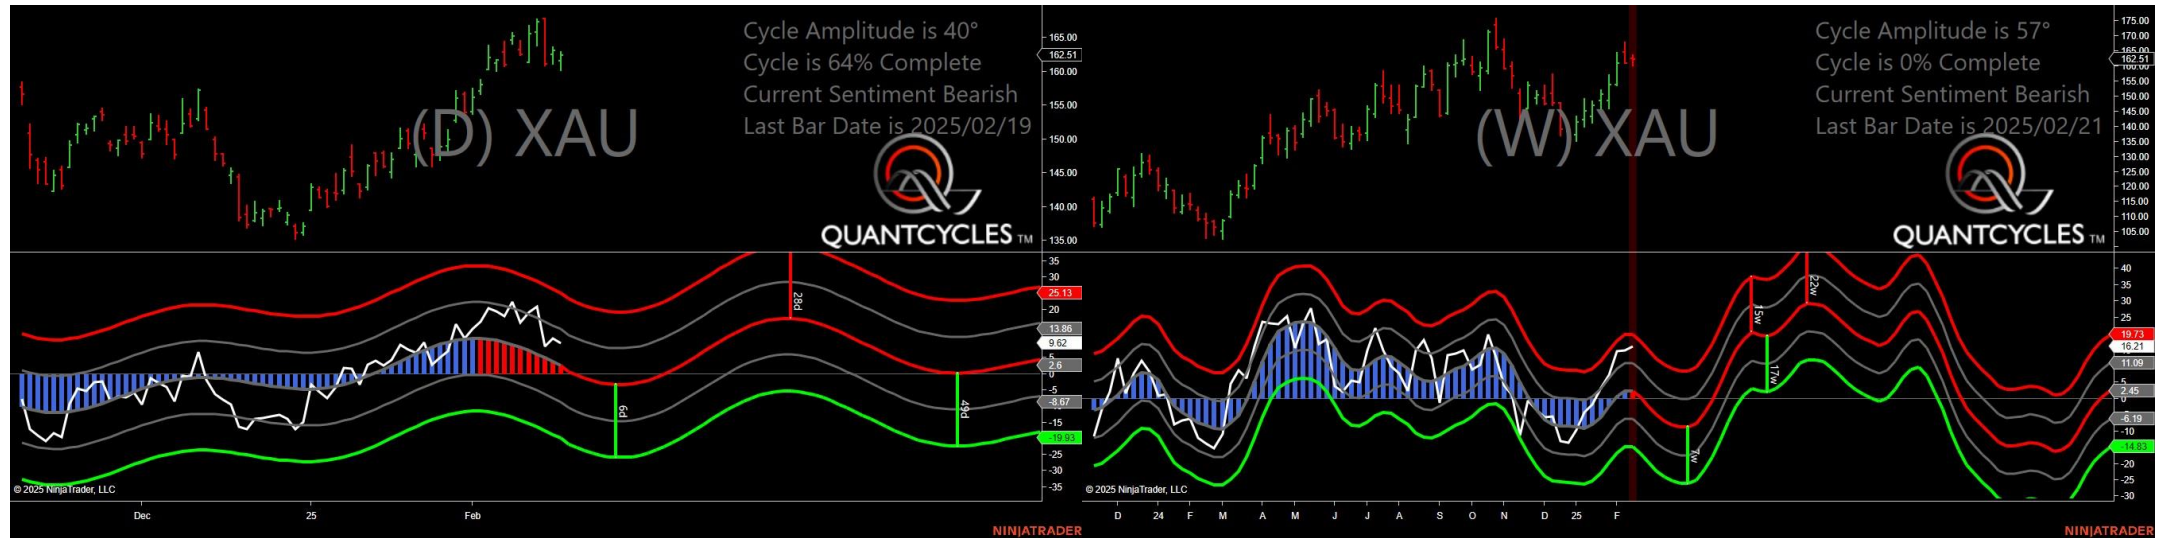 Cycle Amplitude is 40°
Cycle is 64% Complete
Current Sentiment Bearish
Last Bar Date is 2025/02/19
(D) XAU
QUANTCYCLES TM
165.00
162.51
160.00
155.00
150.00
145.00
140.00
135.00
35
30
25.13
20
13.86
9.62
5
2.6
0
-5
-8.67
-15
-19.93
-25
-30
-35
28d
6d
49d
© 2025 NinjaTrader, LLC
Dec 25 Feb
NINJATRADER
Cycle Amplitude is 57°
Cycle is 0% Complete
Current Sentiment Bearish
Last Bar Date is 2025/02/21
(W) XAU
QUANTCYCLES TM
175.00
170.00
165.00
162.51
160.00
155.00
150.00
145.00
140.00
135.00
130.00
125.00
120.00
115.00
110.00
105.00
40
35
30
25
19.73
16.21
11.09
5
2.45
0
-6.19
-10
-14.83
-20
-25
-30
15w
22w
17w
7w
© 2025 NinjaTrader, LLC
D 24 F M A M J J A S O N D 25 F
NINJATRADER